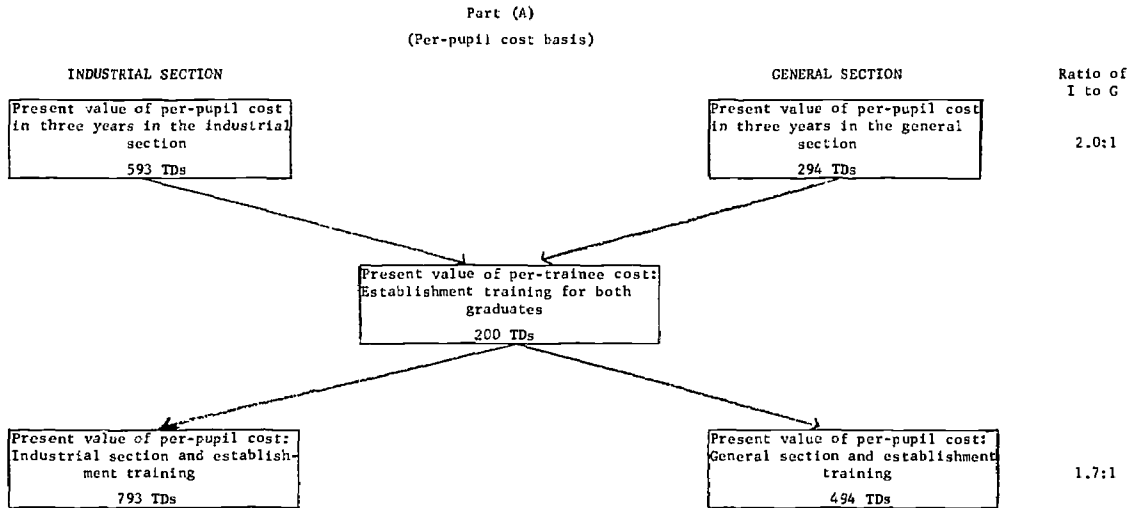 Part (A)
(Per-pupil cost basis)
INDUSTRIAL SECTION
GENERAL SECTION
Ratio of
I to G
Present value of per-pupil cost
in three years in the industrial
section
593 TDs
Present value of per-pupil cost
in three years in the general
section
294 TDs
2.0:1
Present value of per-trainee cost:
Establishment training for both
graduates
200 TDs
Present value of per-pupil cost:
Industrial section and establish-
ment training
793 TDs
Present value of per-pupil cost:
General section and establishment
training
494 TDs
1.7:1